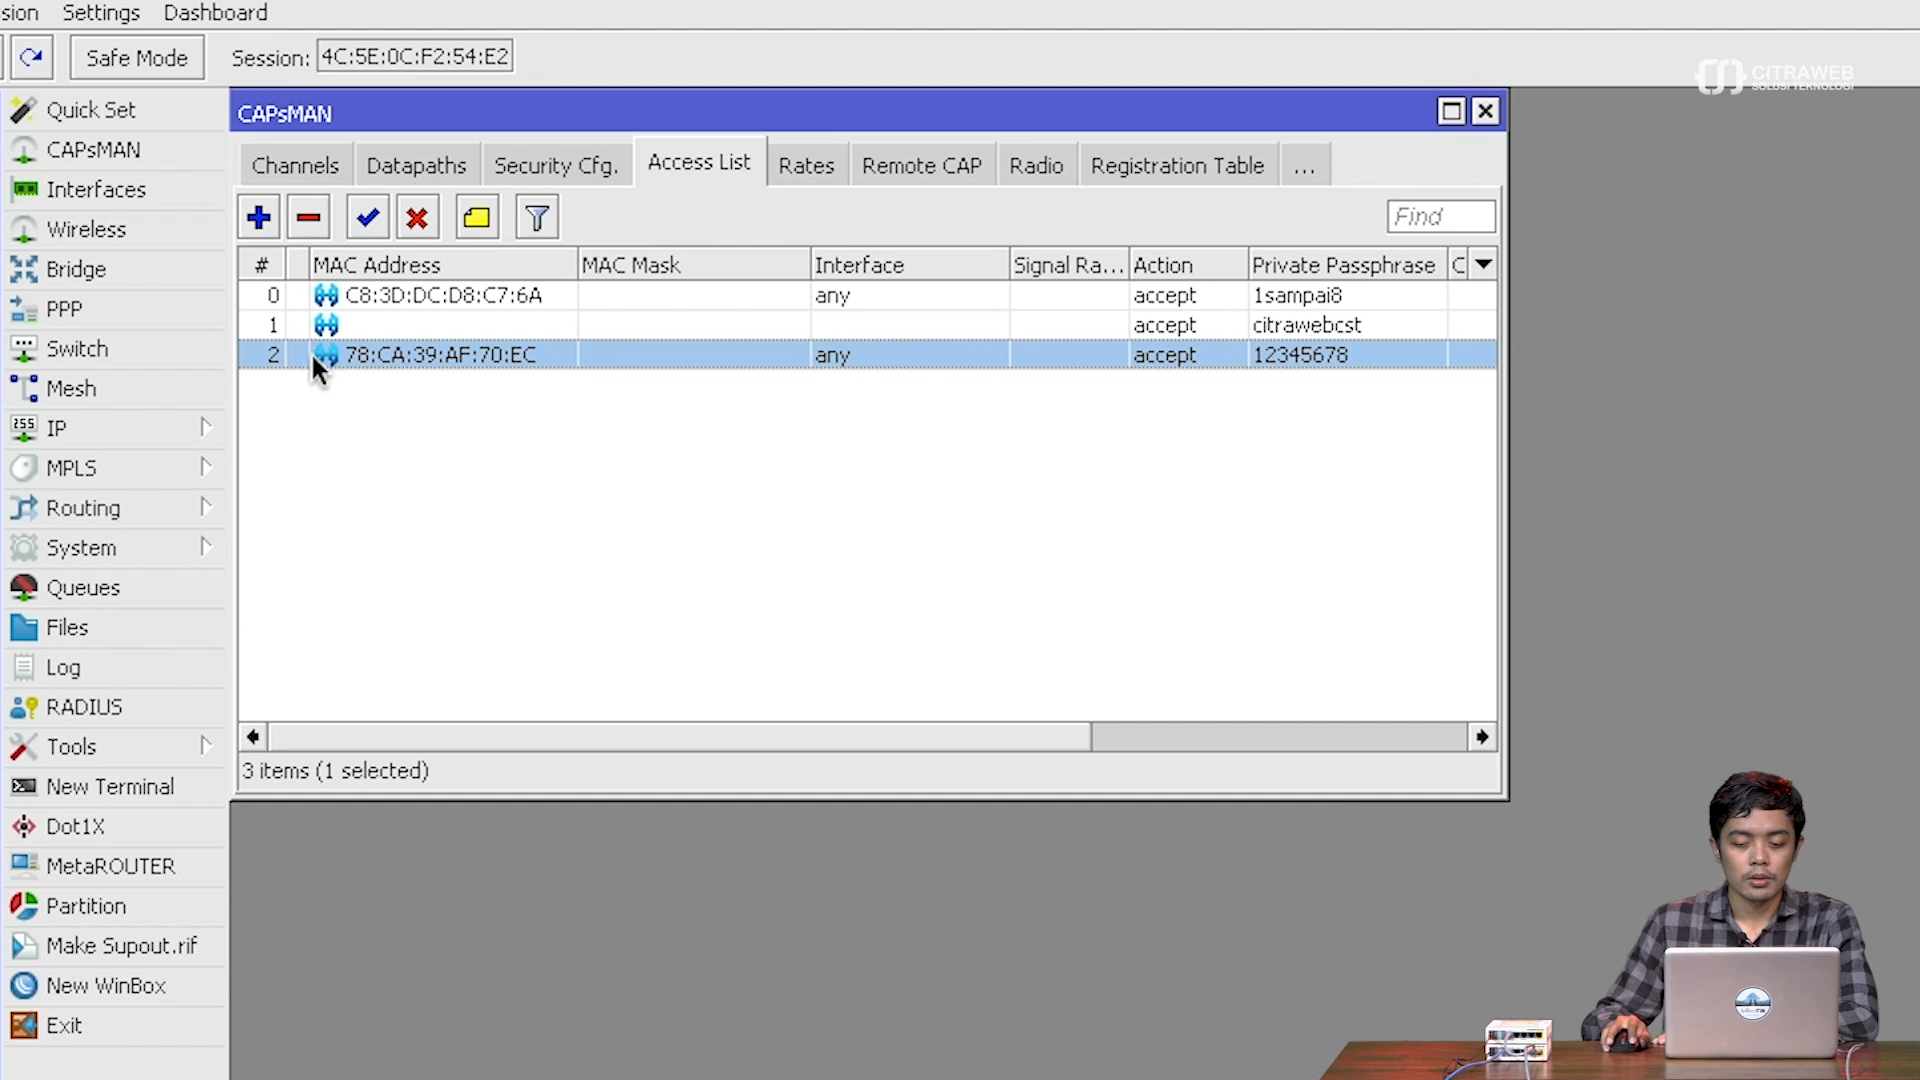 sion Settings Dashboard
Safe Mode Session: 4C:5E:0C:F2:54:E2
CITRAWEB
SOLUSI TEKNOLOGI
Quick Set
CAPsMAN
Interfaces
Wireless
Bridge
PPP
Switch
Mesh
255 IP
MPLS
Routing
System
Queues
Files
Log
RADIUS
Tools
New Terminal
Dot1X
MetaROUTER
Partition
Make Supout.rif
New WinBox
Exit
CAPsMAN
Channels Datapaths Security Cfg. Access List Rates Remote CAP Radio Registration Table ...
Find
# MAC Address MAC Mask Interface Signal Ra... Action Private Passphrase C
0 C8:3D:DC:D8:C7:6A any accept 1sampai8
1 accept citrawebcst
2 78:CA:39:AF:70:EC any accept 12345678
3 items (1 selected)